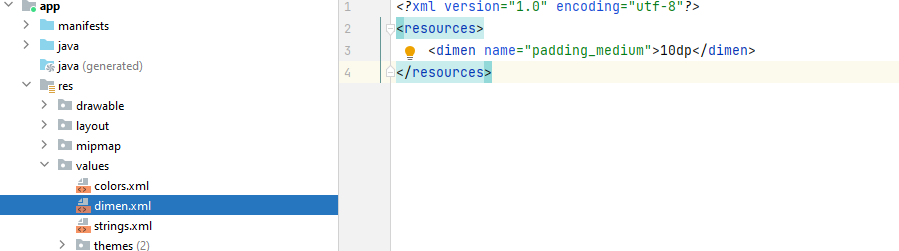 app
manifests
java
java (generated)
res
drawable
layout
mipmap
values
colors.xml
dimen.xml
strings.xml
themes (2)
1 <?xml version="1.0" encoding="utf-8"?>
2 <resources>
3 <dimen name="padding_medium">10dp</dimen>
4 </resources>